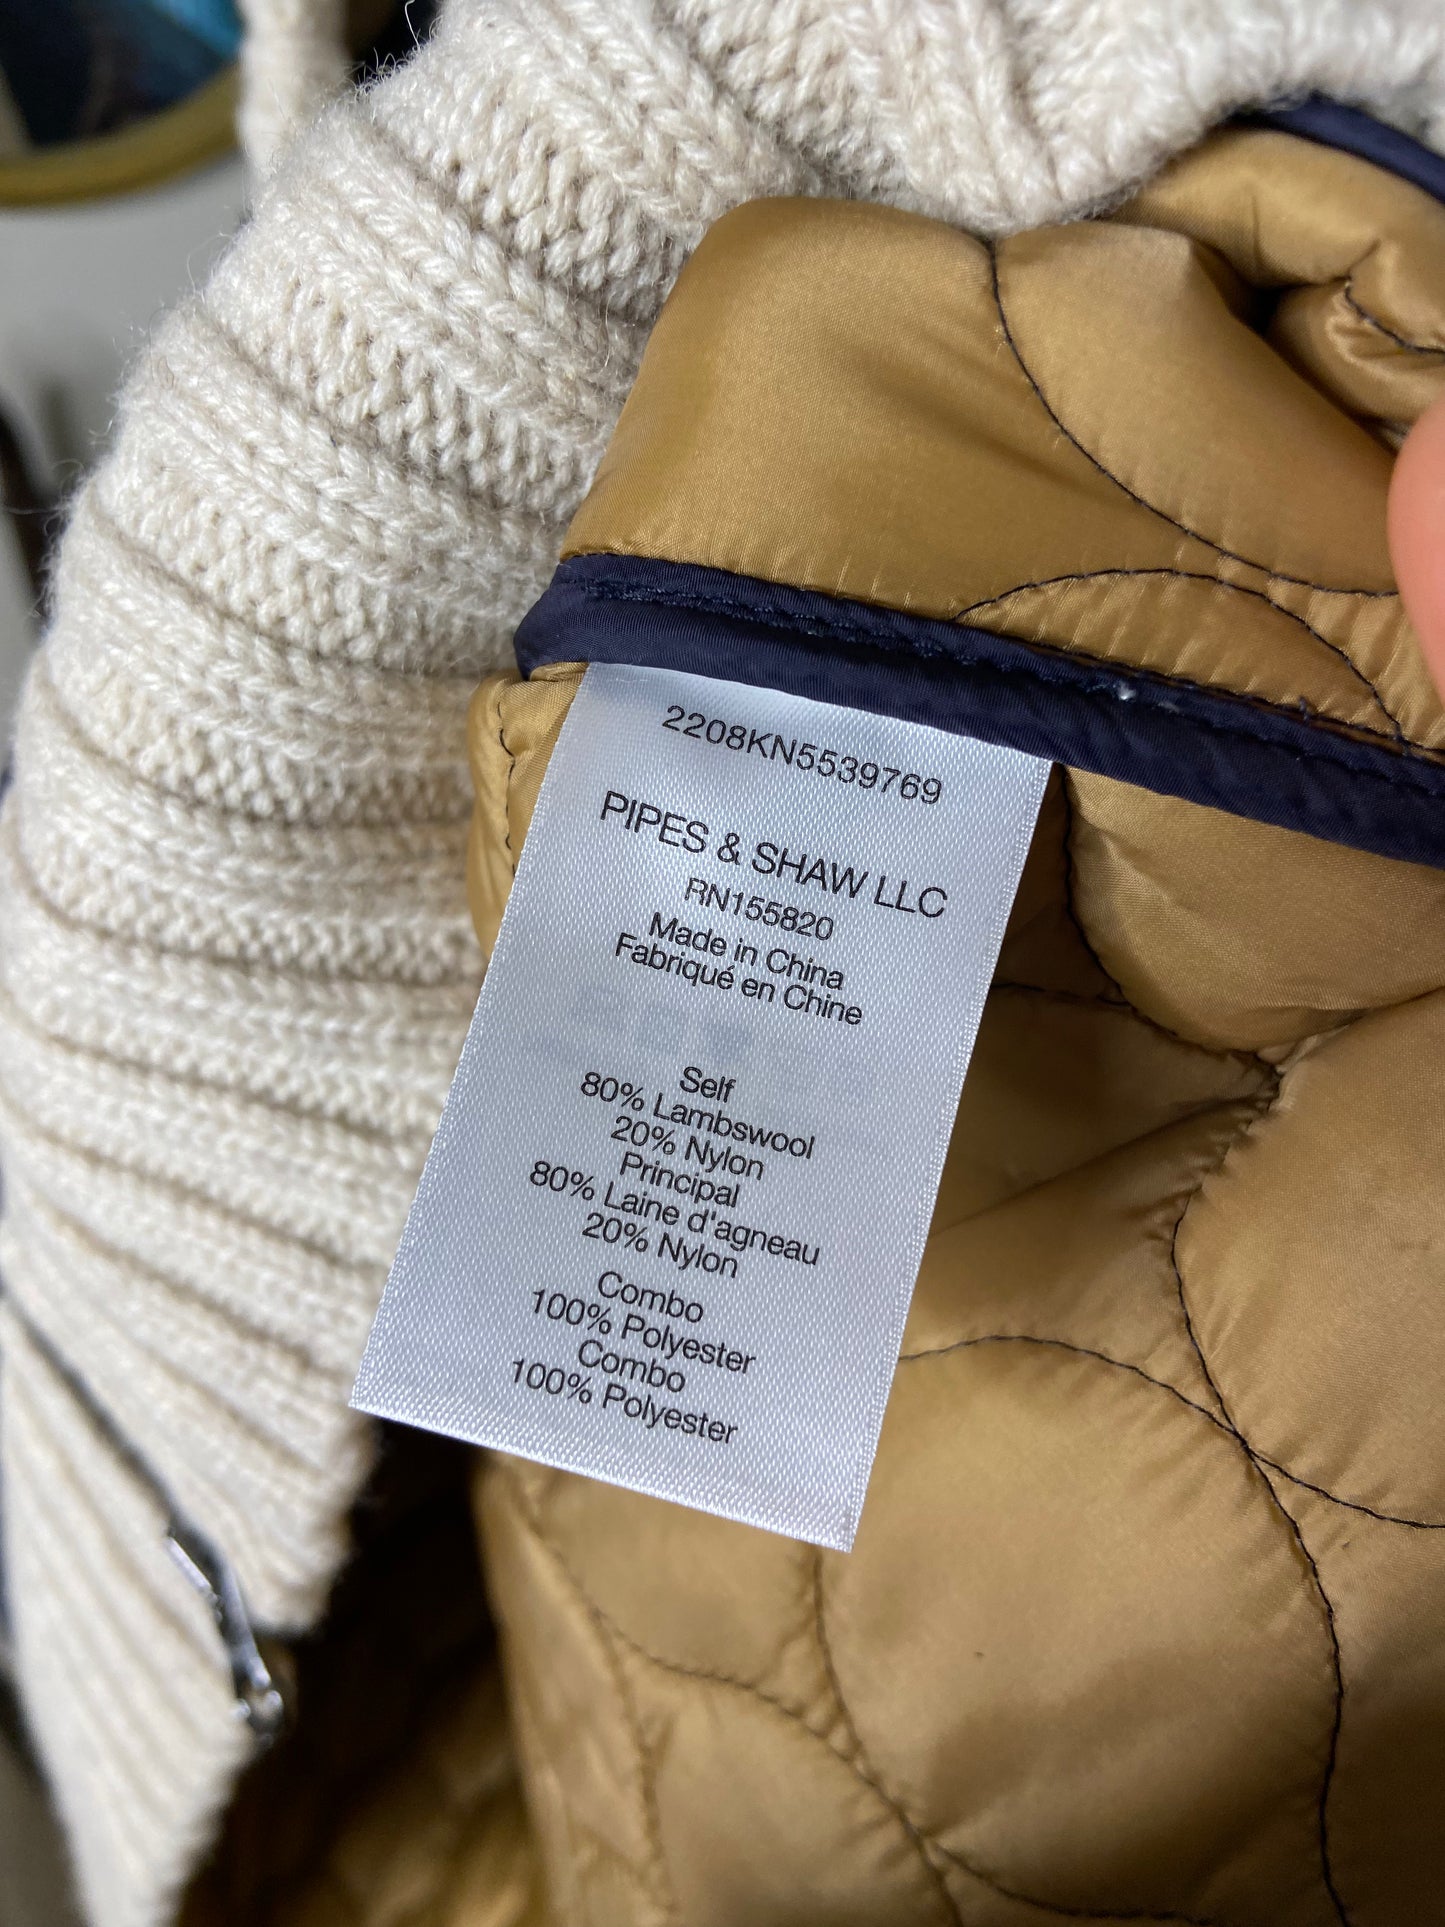 2208KN5539769
PIPES & SHAW LLC
RN155820
Made in China
Fabriqué en Chine
Self
80% Lambswool
20% Nylon
Principal
80% Laine d'agneau
20% Nylon
Combo
100% Polyester
Combo
100% Polyester